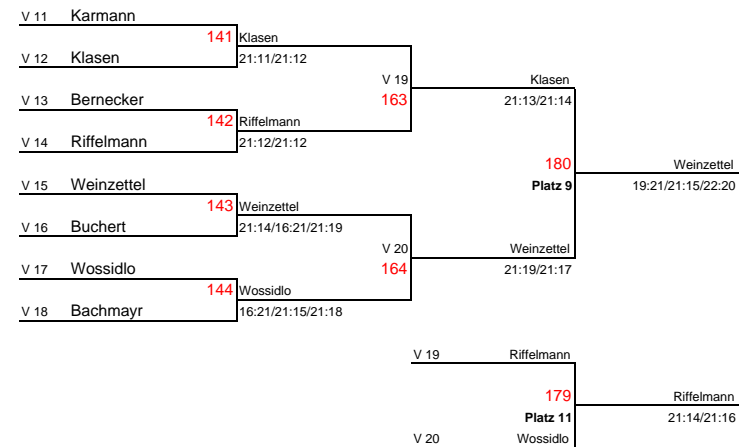 V 11 Karmann
141 Klasen
V 12 Klasen 21:11/21:12
V 19 Klasen
V 13 Bernecker 163 21:13/21:14
142 Riffelmann
V 14 Riffelmann 21:12/21:12
180 Weinzettel
V 15 Weinzettel Platz 9 19:21/21:15/22:20
143 Weinzettel
V 16 Buchert 21:14/16:21/21:19
V 20 Weinzettel
V 17 Wossidlo 164 21:19/21:17
144 Wossidlo
V 18 Bachmayr 16:21/21:15/21:18
V 19 Riffelmann
179 Riffelmann
Platz 11 21:14/21:16
V 20 Wossidlo